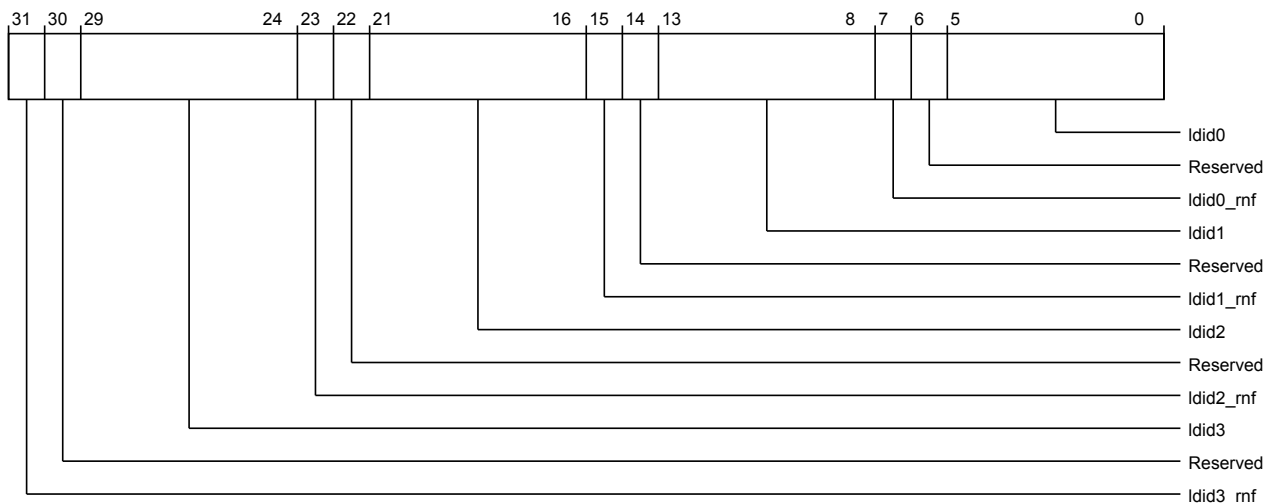 31 30 29 24 23 22 21 16 15 14 13 8 7 6 5 0
ldid0
Reserved
ldid0_rnf
ldid1
Reserved
ldid1_rnf
ldid2
Reserved
ldid2_rnf
ldid3
Reserved
ldid3_rnf